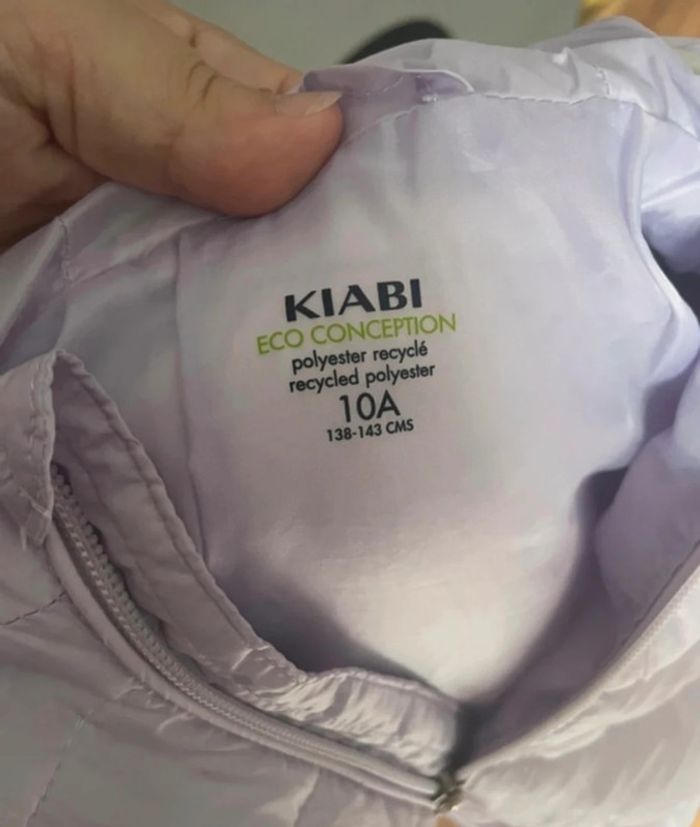 KIABI
ECO CONCEPTION
polyester recyclé
recycled polyester
10A
138-143 CMS